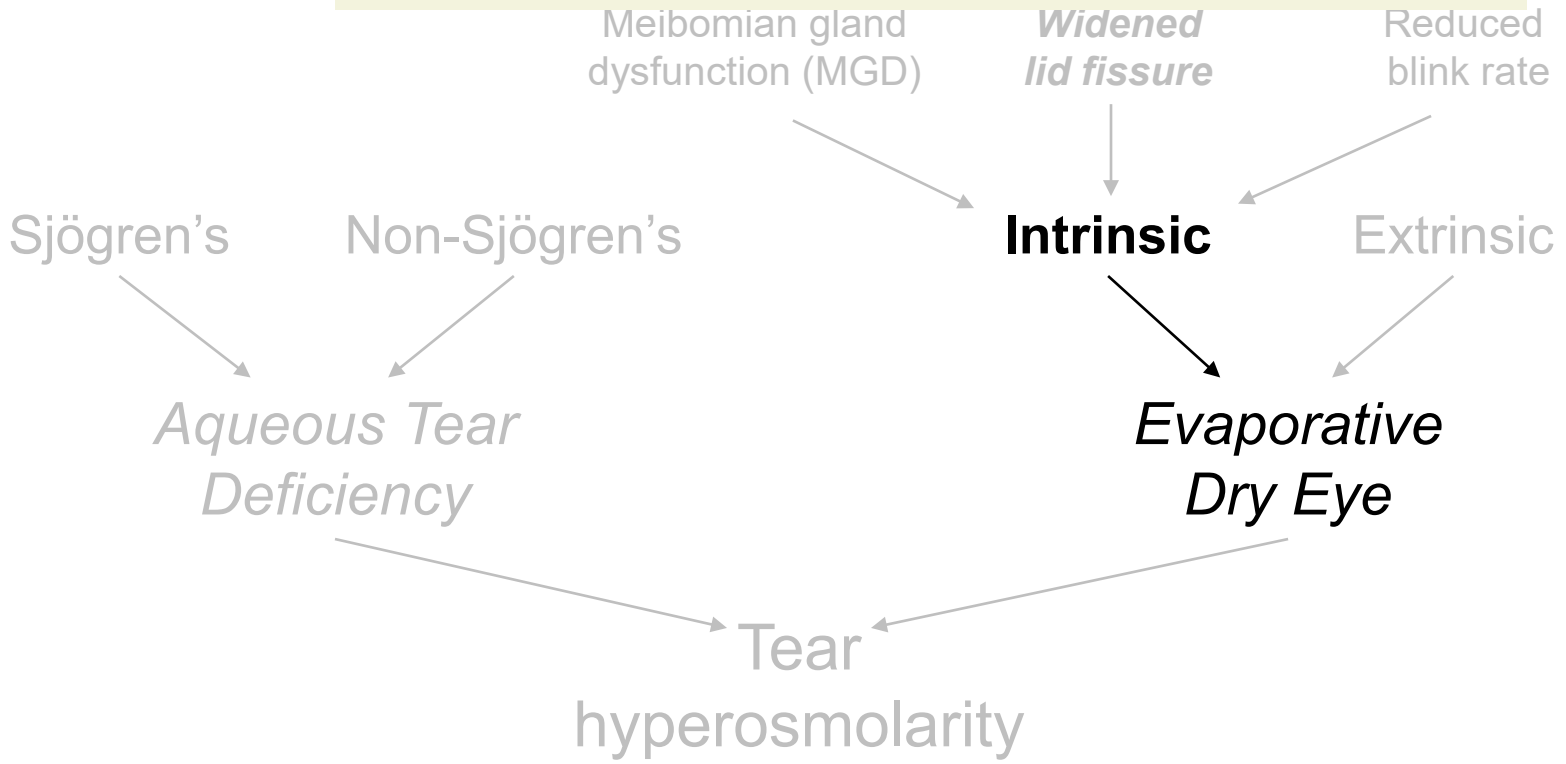 Meibomian gland
dysfunction (MGD)
Widened
lid fissure
Reduced
blink rate
Sjögren's
Non-Sjögren's
Intrinsic
Extrinsic
Aqueous Tear
Deficiency
Evaporative
Dry Eye
Tear
hyperosmolarity